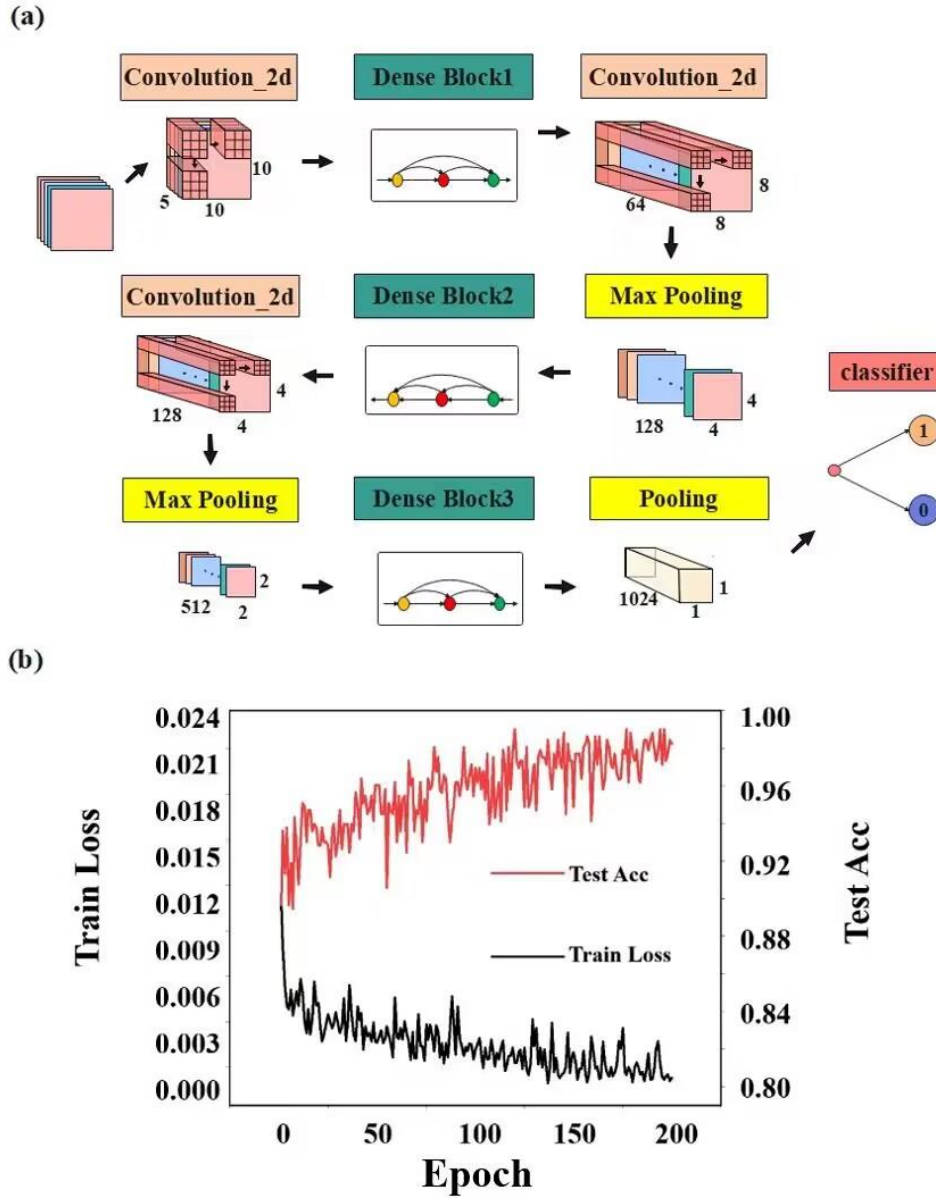 (a)
Convolution_2d
Dense Block1
Convolution_2d
10
5
10
8
64
8
Convolution_2d
Dense Block2
Max Pooling
classifier
4
128
4
4
128
4
1
0
Max Pooling
Dense Block3
Pooling
2
512
2
1
1024
1
(b)
0.024
0.021
0.018
0.015
0.012
0.009
0.006
0.003
0.000
Train Loss
Test Acc
Train Loss
1.00
0.96
0.92
0.88
0.84
0.80
Test Acc
0 50 100 150 200
Epoch